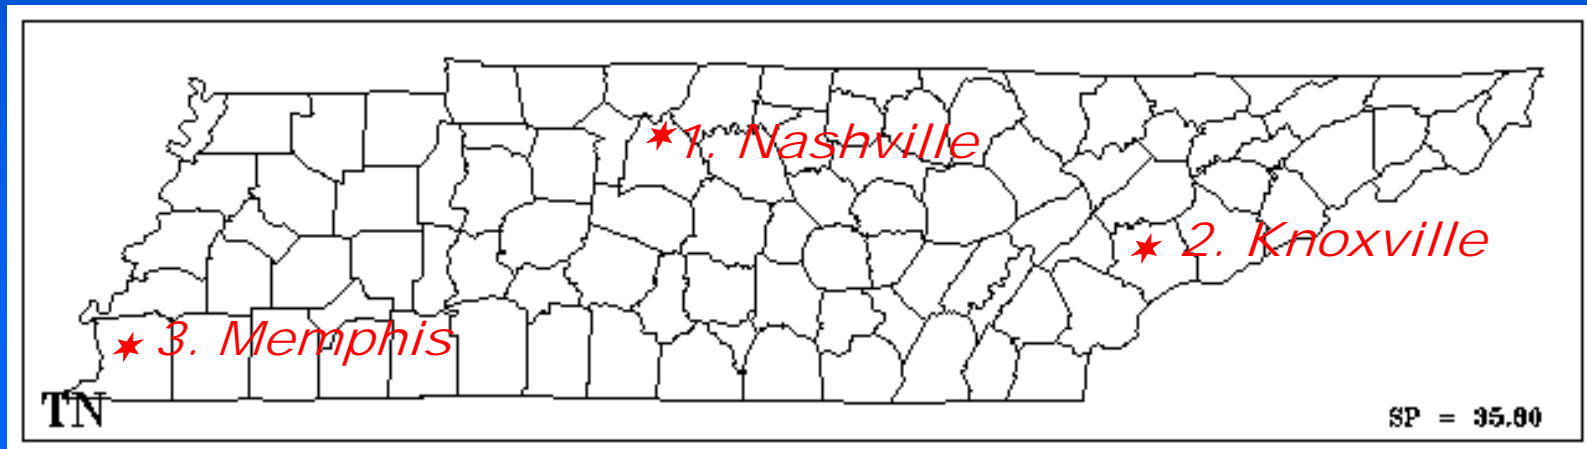 1. Nashville
2. Knoxville
3. Memphis
TN
SP = 35.80